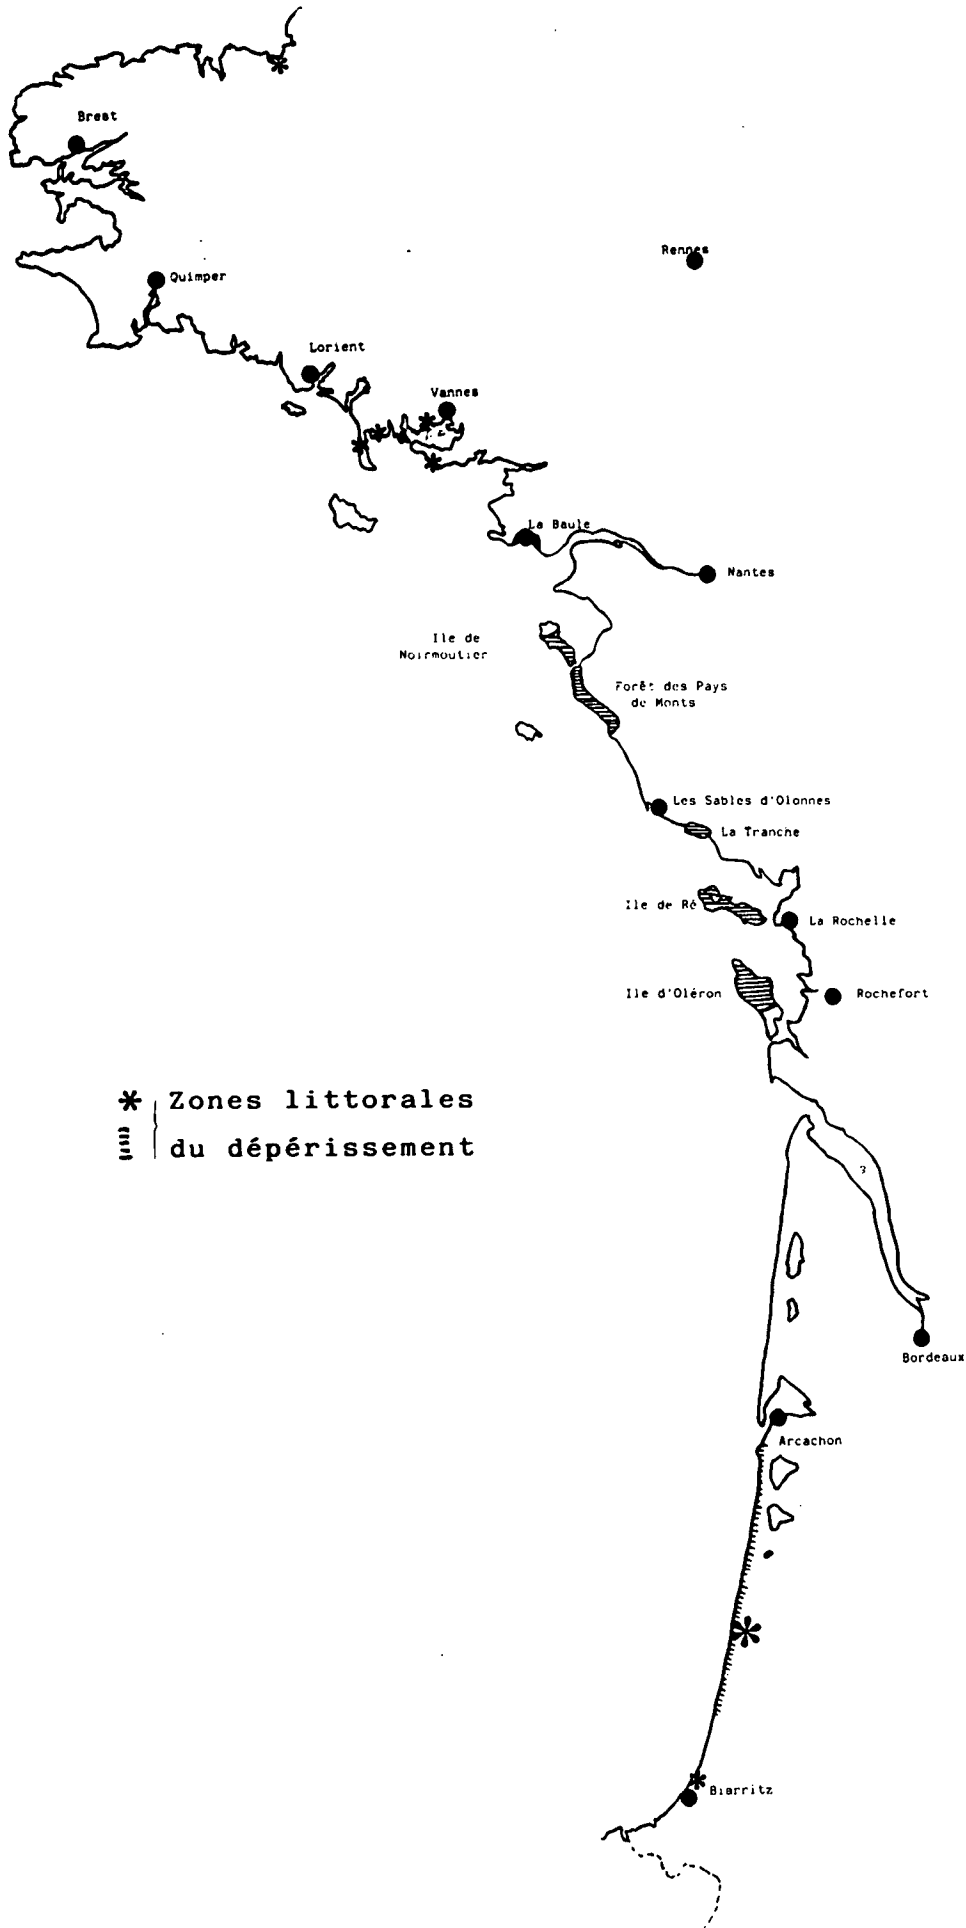 Brest
Rennes
Quimper
Lorient
Vannes
La Baule
Nantes
Ile de
Noirmoutier
Forêt des Pays
de Monts
Les Sables d'Olonnes
La Tranche
Ile de Ré
La Rochelle
Ile d'Oléron
Rochefort
* Zones littorales
du dépérissement
3
Bordeaux
Arcachon
Biarritz